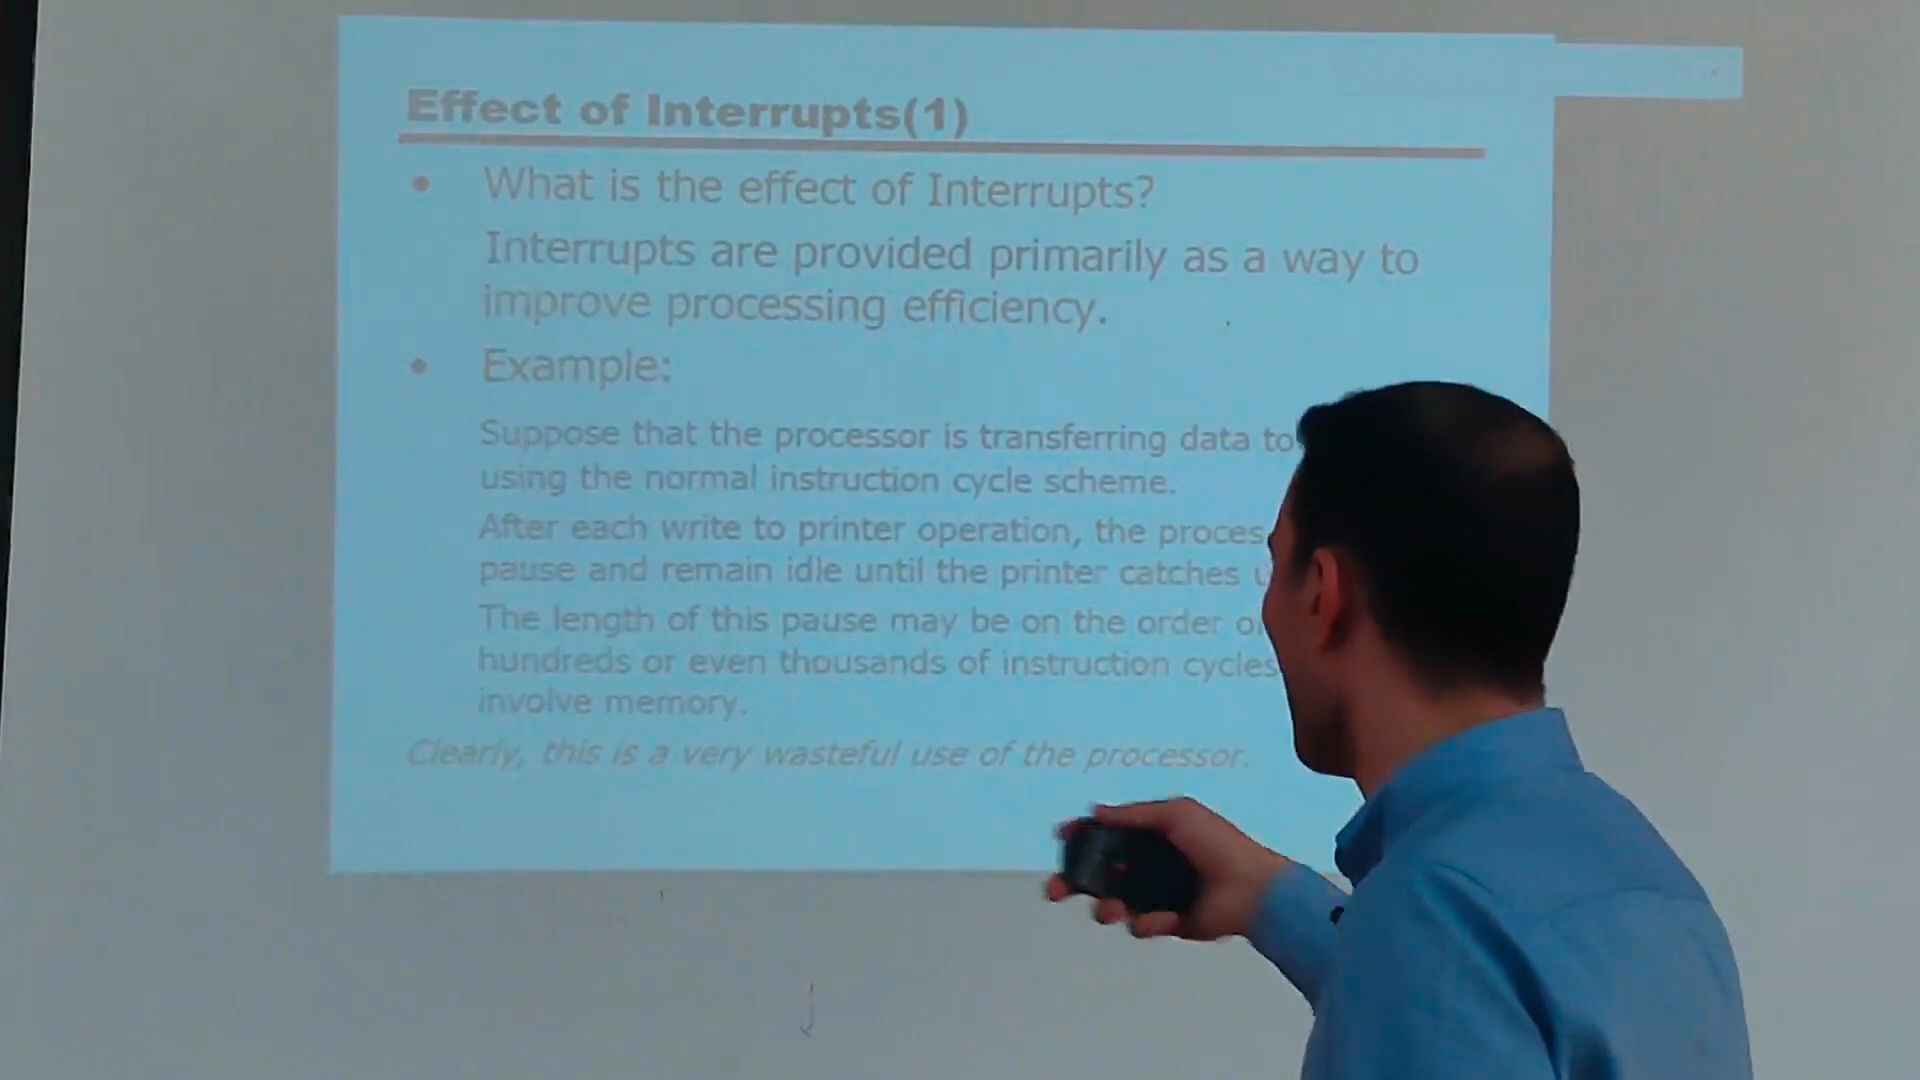 Effect of Interrupts(1)
• What is the effect of Interrupts?
Interrupts are provided primarily as a way to
improve processing efficiency.
• Example:
Suppose that the processor is transferring data to
using the normal instruction cycle scheme.
After each write to printer operation, the proces
pause and remain idle until the printer catches
The length of this pause may be on the order o
hundreds or even thousands of instruction cycles
involve memory.
Clearly, this is a very wasteful use of the processor.